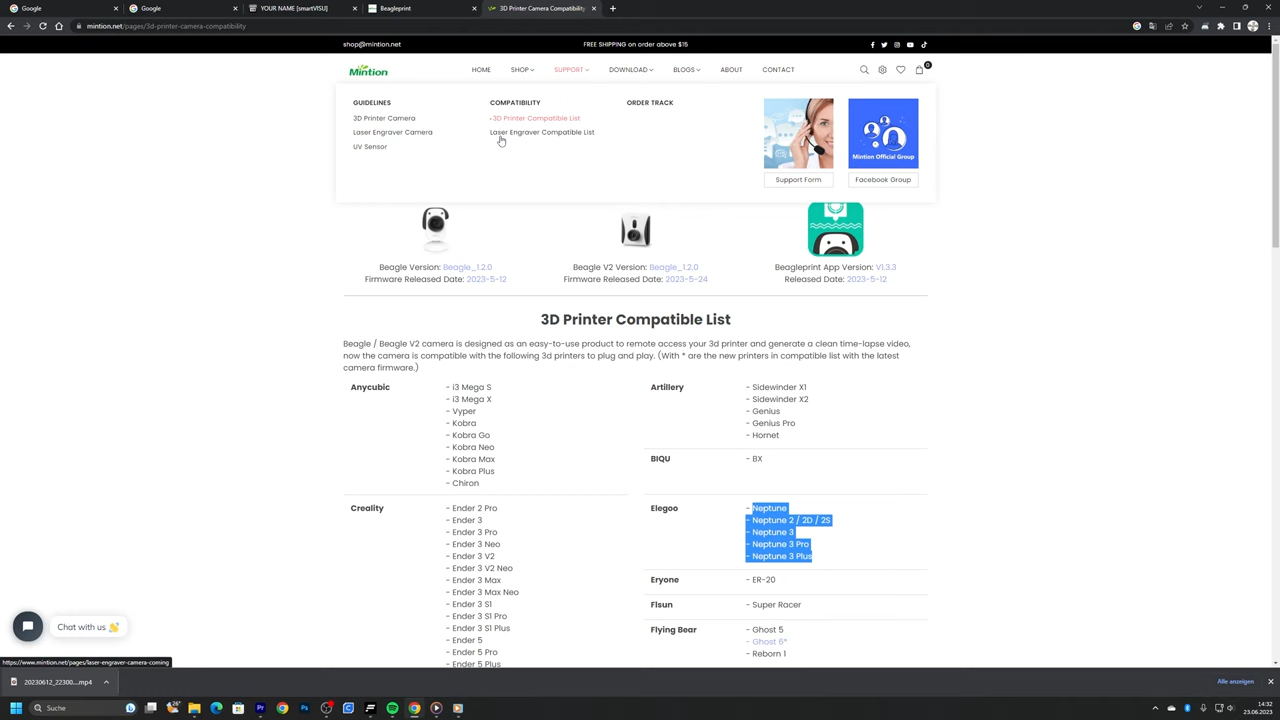 Google
Google
YOUR NAME [smartVISU]
Beagleprint
3D Printer Camera Compatibility
mintion.net/pages/3d-printer-camera-compatibility
shop@mintion.net
FREE SHIPPING on order above $15
Mintion
HOME
SHOP
SUPPORT
DOWNLOAD
BLOGS
ABOUT
CONTACT
0
GUIDELINES
3D Printer Camera
Laser Engraver Camera
UV Sensor
COMPATIBILITY
• 3D Printer Compatible List
Laser Engraver Compatible List
ORDER TRACK
Support Form
Mintion Official Group
Facebook Group
Beagle Version: Beagle_1.2.0
Firmware Released Date: 2023-5-12
Beagle V2 Version: Beagle_1.2.0
Firmware Released Date: 2023-5-24
Beagleprint App Version: V1.3.3
Released Date: 2023-5-12
3D Printer Compatible List
Beagle / Beagle V2 camera is designed as an easy-to-use product to remote access your 3d printer and generate a clean time-lapse video,
now the camera is compatible with the following 3d printers to plug and play. (With * are the new printers in compatible list with the latest
camera firmware.)
Anycubic
- i3 Mega S
- i3 Mega X
- Vyper
- Kobra
- Kobra Go
- Kobra Neo
- Kobra Max
- Kobra Plus
- Chiron
Creality
- Ender 2 Pro
- Ender 3
- Ender 3 Pro
- Ender 3 Neo
- Ender 3 V2
- Ender 3 V2 Neo
- Ender 3 Max
- Ender 3 Max Neo
- Ender 3 S1
- Ender 3 S1 Pro
- Ender 3 S1 Plus
- Ender 5
- Ender 5 Pro
- Ender 5 Plus
Artillery
- Sidewinder X1
- Sidewinder X2
- Genius
- Genius Pro
- Hornet
BIQU
- BX
Elegoo
- Neptune
- Neptune 2 / 2D / 2S
- Neptune 3
- Neptune 3 Pro
- Neptune 3 Plus
Eryone
- ER-20
Flsun
- Super Racer
Flying Bear
- Ghost 5
- Ghost 6*
- Reborn 1
Chat with us 👋
https://www.mintion.net/pages/laser-engraver-camera-coming
20230612_22300....mp4
Alle anzeigen
Suche
26°
14:32
23.06.2023